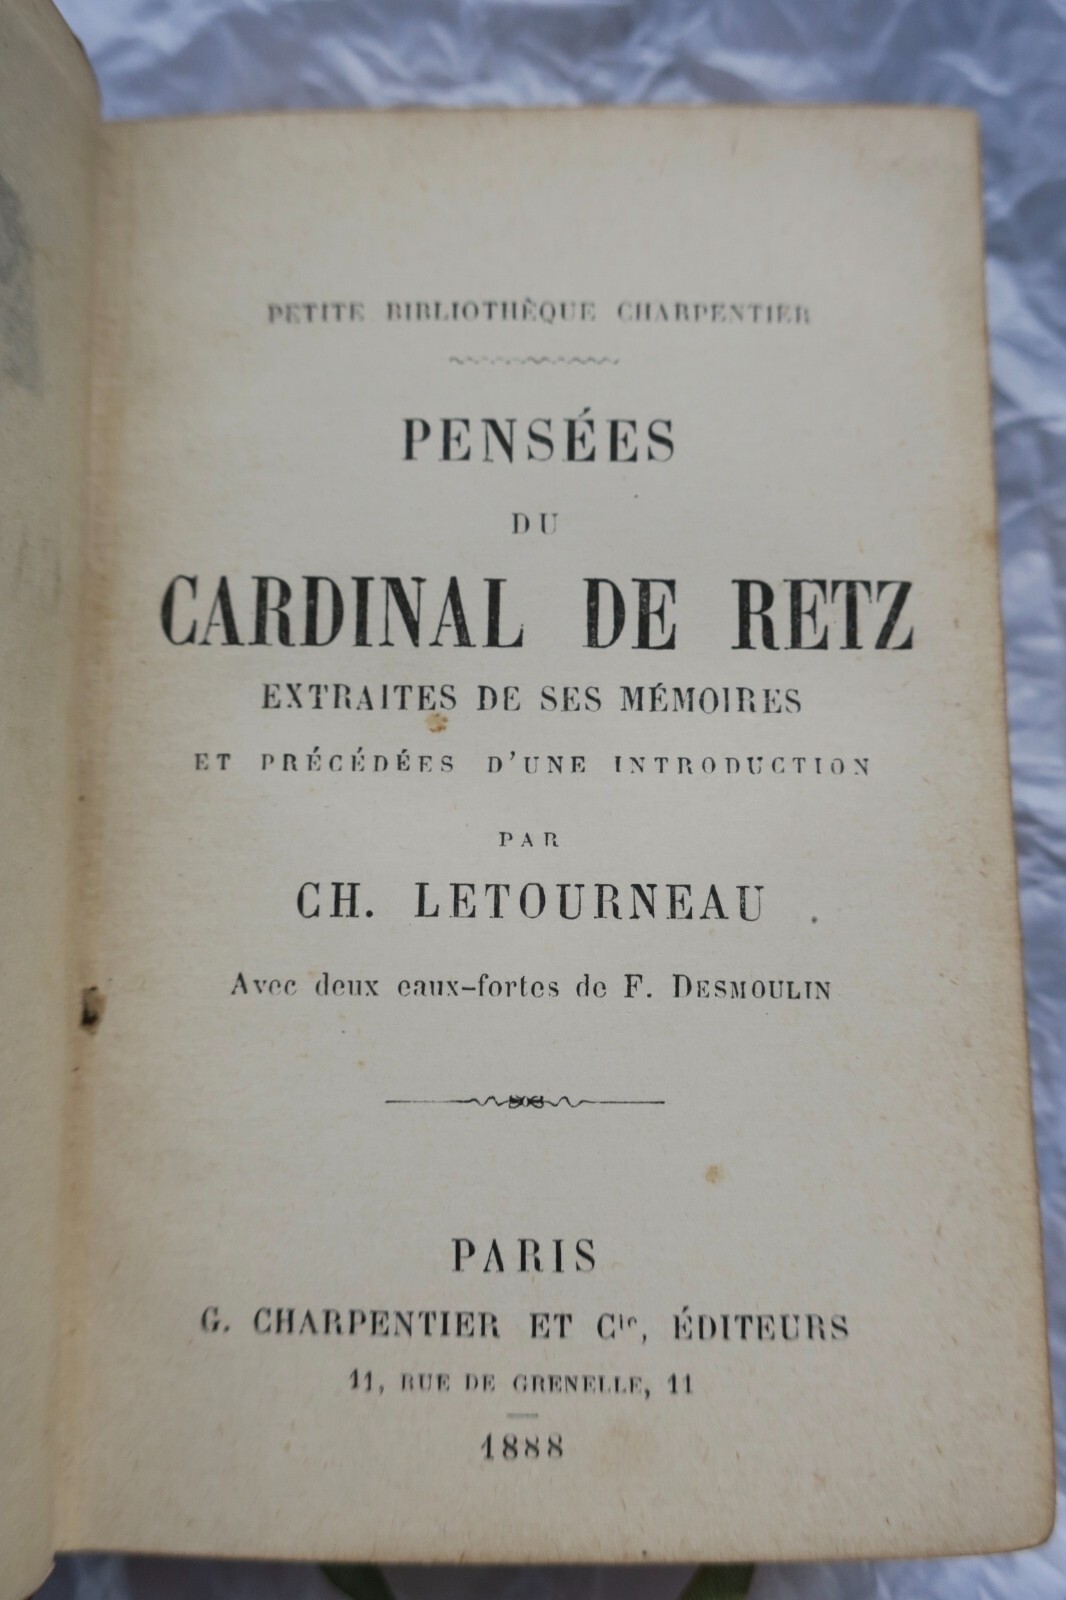 PETITE BIBLIOTHÈQUE CHARPENTIER
PENSÉES
DU
CARDINAL DE RETZ
EXTRAITES DE SES MÉMOIRES
ET PRÉCÉDÉES D'UNE INTRODUCTION
PAR
CH. LETOURNEAU
Avec deux eaux-fortes de F. DESMOULIN
PARIS
G. CHARPENTIER ET Cie, ÉDITEURS
11, RUE DE GRENELLE, 11
1888